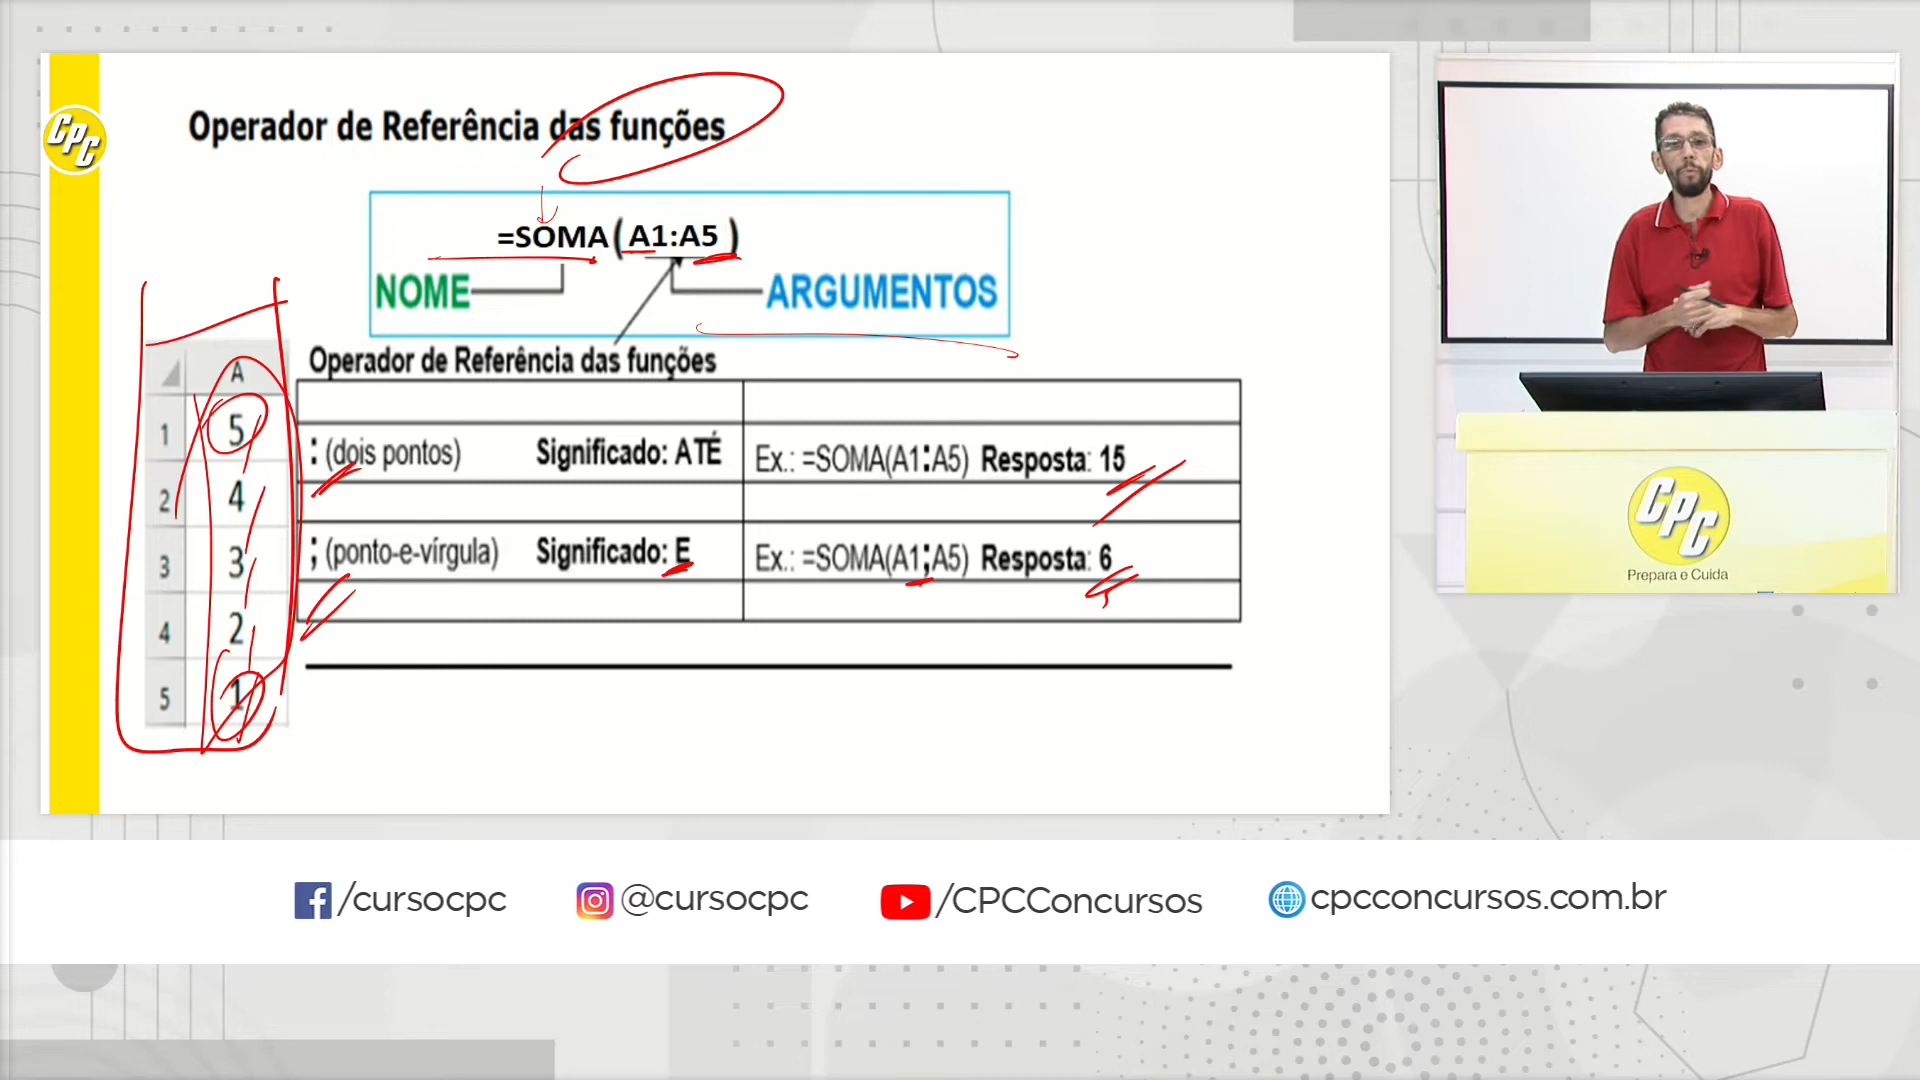 CPC
Operador de Referência das funções
=SOMA(A1:A5)
NOME
ARGUMENTOS
Operador de Referência das funções
A
1 5
2 4
3 3
4 2
5 1
: (dois pontos) Significado: ATÉ Ex.: =SOMA(A1:A5) Resposta: 15
; (ponto-e-vírgula) Significado: E Ex.: =SOMA(A1;A5) Resposta: 6
CPC
Prepara e Cuida
/cursocpc @cursocpc /CPCConcursos cpcconcursos.com.br